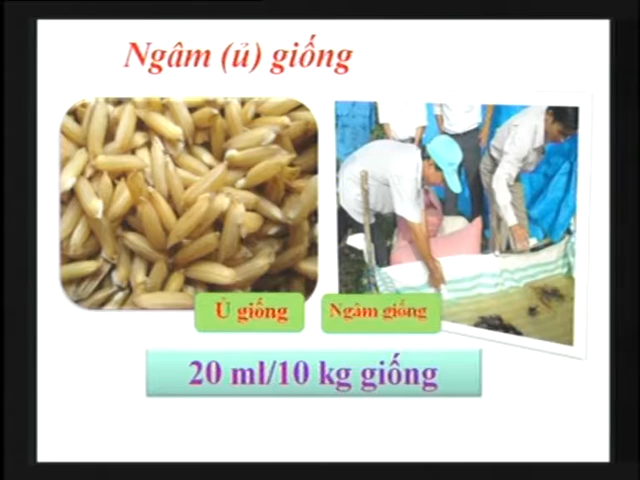 Ngâm (ủ) giống
Ủ giống
Ngâm giống
20 ml/10 kg giống